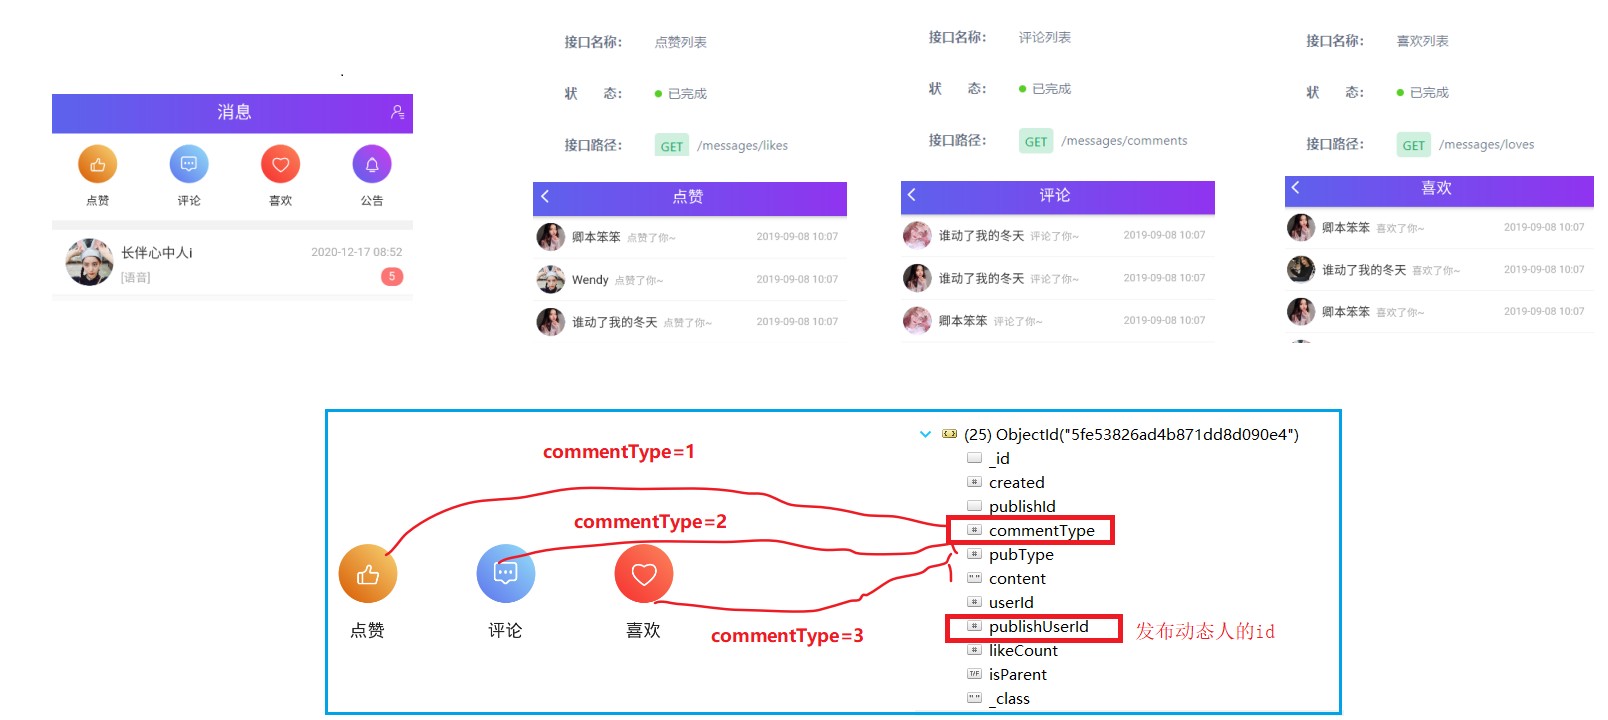 消息
点赞
评论
喜欢
公告
长伴心中人i
2020-12-17 08:52
[语音]
5
接口名称： 点赞列表
状 态： 已完成
接口路径： GET /messages/likes
点赞
卿本笨笨 点赞了你~ 2019-09-08 10:07
Wendy 点赞了你~ 2019-09-08 10:07
谁动了我的冬天 点赞了你~ 2019-09-08 10:07
接口名称： 评论列表
状 态： 已完成
接口路径： GET /messages/comments
评论
谁动了我的冬天 评论了你~ 2019-09-08 10:07
谁动了我的冬天 评论了你~ 2019-09-08 10:07
卿本笨笨 评论了你~ 2019-09-08 10:07
接口名称： 喜欢列表
状 态： 已完成
接口路径： GET /messages/loves
喜欢
卿本笨笨 喜欢了你~ 2019-09-08 10:07
谁动了我的冬天 喜欢了你~ 2019-09-08 10:07
卿本笨笨 喜欢了你~ 2019-09-08 10:07
commentType=1
commentType=2
commentType=3
点赞
评论
喜欢
(25) ObjectId("5fe53826ad4b871dd8d090e4")
_id
created
publishId
commentType
pubType
content
userId
publishUserId
发布动态人的id
likeCount
isParent
_class